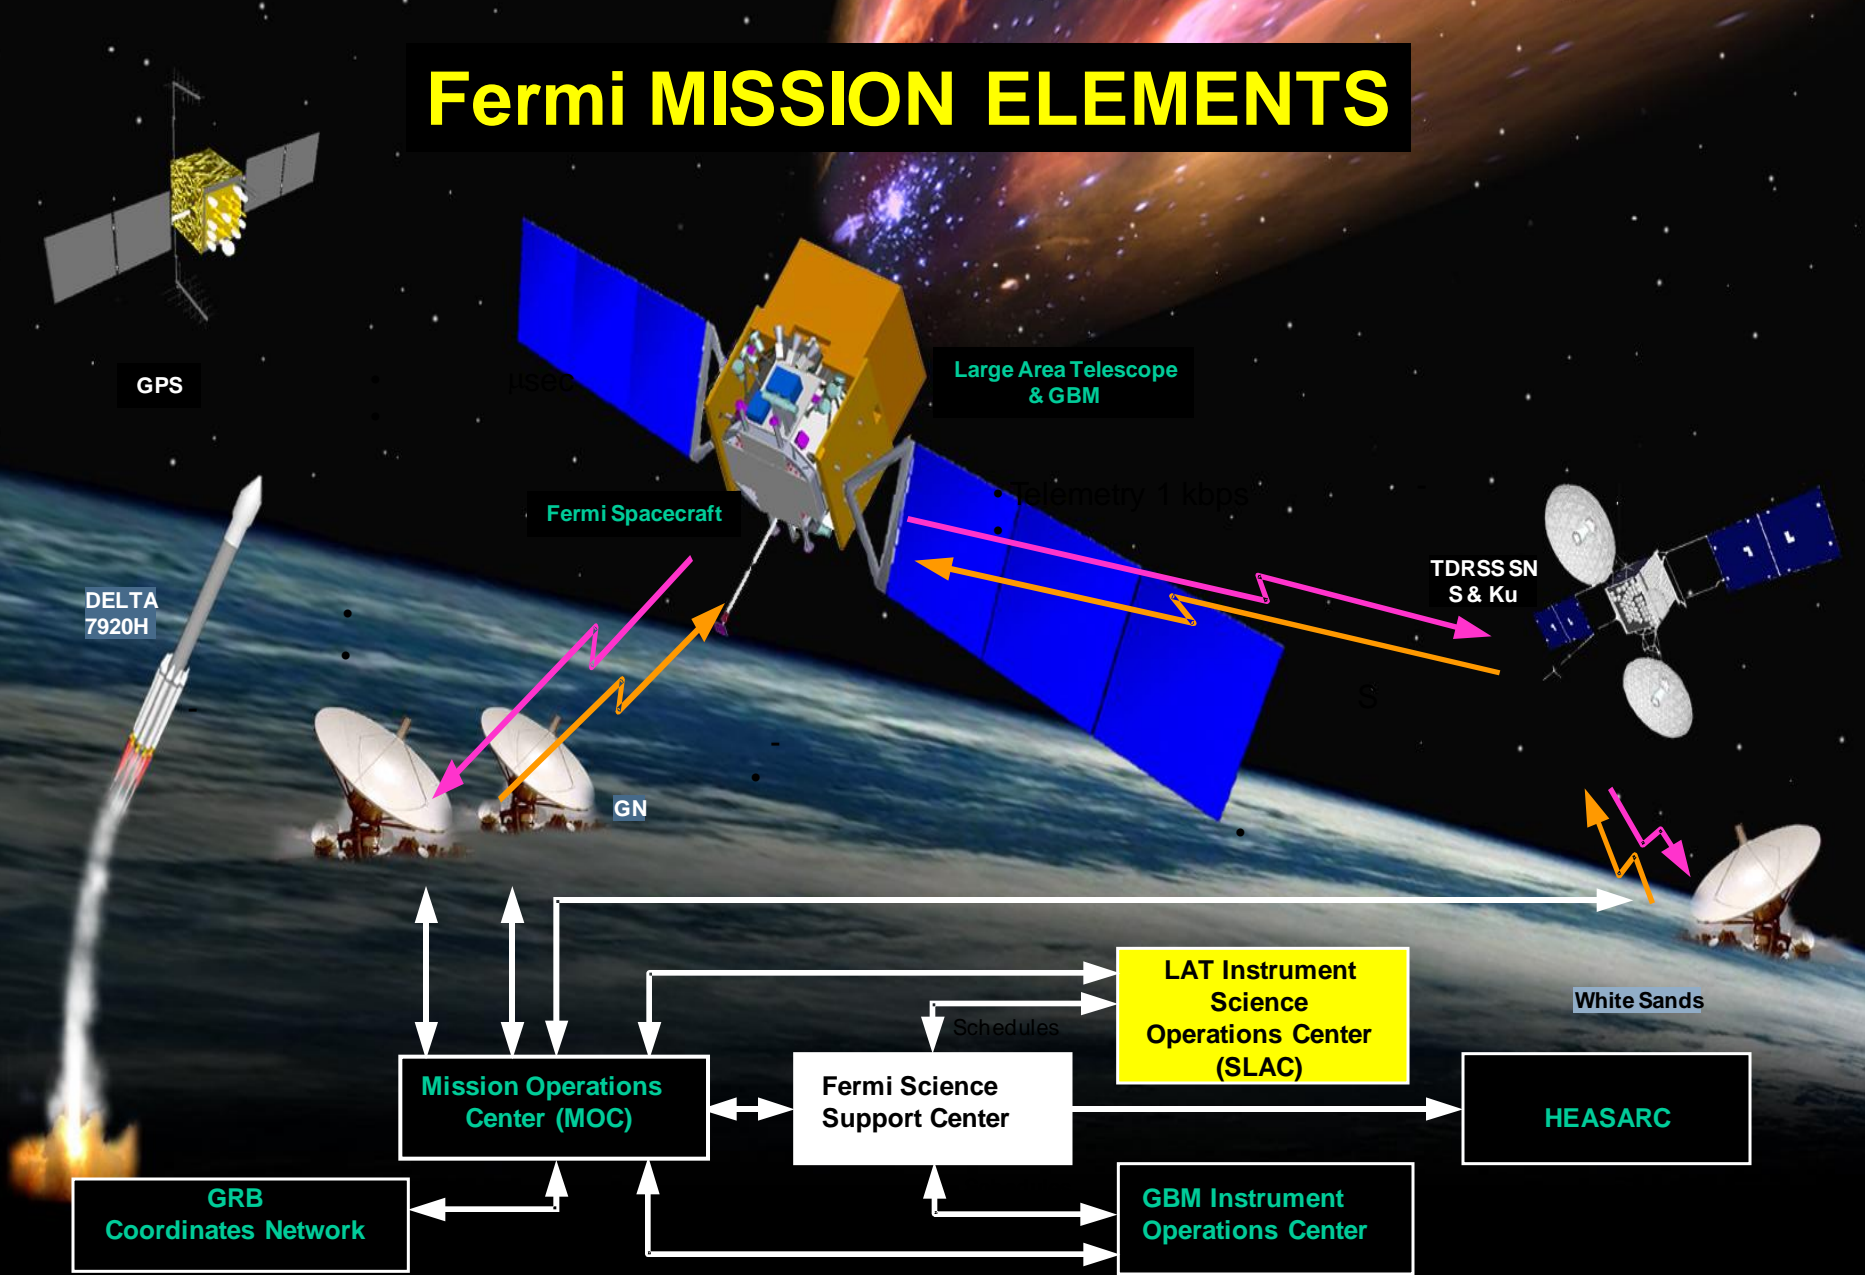 Fermi MISSION ELEMENTS
GPS
• μsec
•
Large Area Telescope
& GBM
• Telemetry 1 kbps
•
-
Fermi Spacecraft
TDRSS SN
S & Ku
DELTA
7920H
•
•
-
S
-
•
GN
•
LAT Instrument
Science
Operations Center
(SLAC)
White Sands
Schedules
Mission Operations
Center (MOC)
Fermi Science
Support Center
HEASARC
GRB
Coordinates Network
GBM Instrument
Operations Center